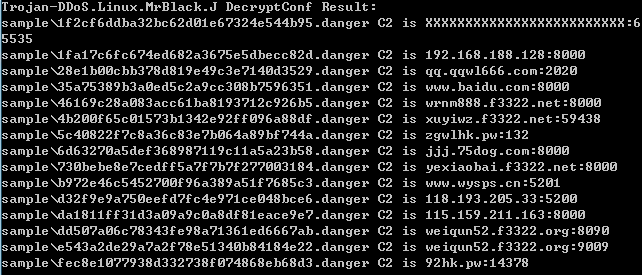 Trojan-DDoS.Linux.MrBlack.J DecryptConf Result:
sample\1f2cf6ddba32bc62d01e67324e544b95.danger C2 is XXXXXXXXXXXXXXXXXXXXXXXXX:6
5535
sample\1fa17c6fc674ed682a3675e5dbecc82d.danger C2 is 192.168.188.128:8000
sample\28e1b00cbb378d819e49c3e7140d3529.danger C2 is qq.qqwl666.com:2020
sample\35a75389b3a0ed5c2a9cc308b7596351.danger C2 is www.baidu.com:8000
sample\46169c28a083acc61ba8193712c926b5.danger C2 is wrnm888.f3322.net:8000
sample\4b200f65c01573b1342e92ff096a88df.danger C2 is xuyiwz.f3322.net:59438
sample\5c40822f7c8a36c83e7b064a89bf744a.danger C2 is zgwlhk.pw:132
sample\6d63270a5def368987119c11a5a23b58.danger C2 is jjj.75dog.com:8000
sample\730bebe8e7cedff5a7f7b7f277003184.danger C2 is yexiaobai.f3322.net:8000
sample\b972e46c5452700f96a389a51f7685c3.danger C2 is www.wysps.cn:5201
sample\d32f9e9a750eefd7fc4e971ce048bce6.danger C2 is 118.193.205.33:5200
sample\da1811ff31d3a09a9c0a8df81eace9e7.danger C2 is 115.159.211.163:8000
sample\dd507a06c78343fe98a71361ed6667ab.danger C2 is weiqun52.f3322.org:8090
sample\e543a2de29a7a2f78e51340b84184e22.danger C2 is weiqun52.f3322.org:9009
sample\fec8e1077938d332738f074868eb68d3.danger C2 is 92hk.pw:14378